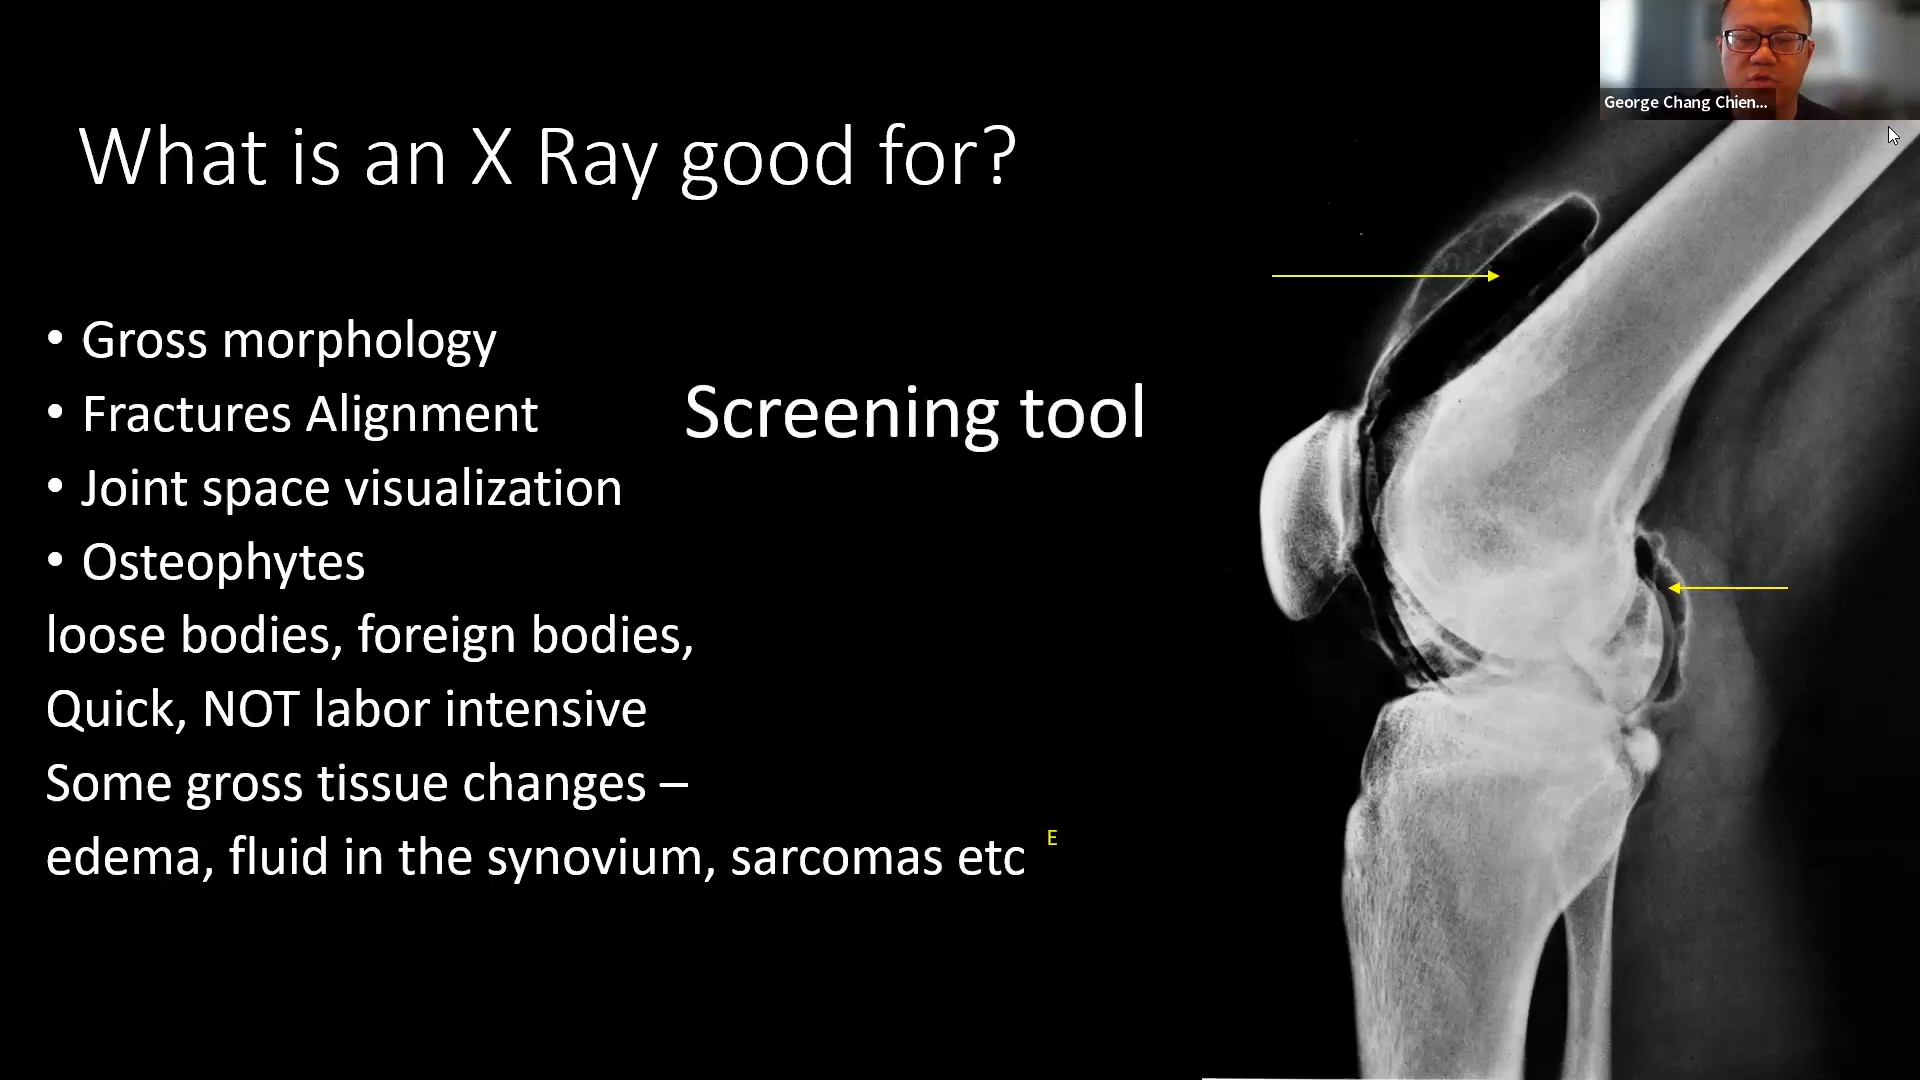 George Chang Chien...
What is an X Ray good for?
• Gross morphology
• Fractures Alignment
Screening tool
• Joint space visualization
• Osteophytes
loose bodies, foreign bodies,
Quick, NOT labor intensive
Some gross tissue changes –
edema, fluid in the synovium, sarcomas etc
E